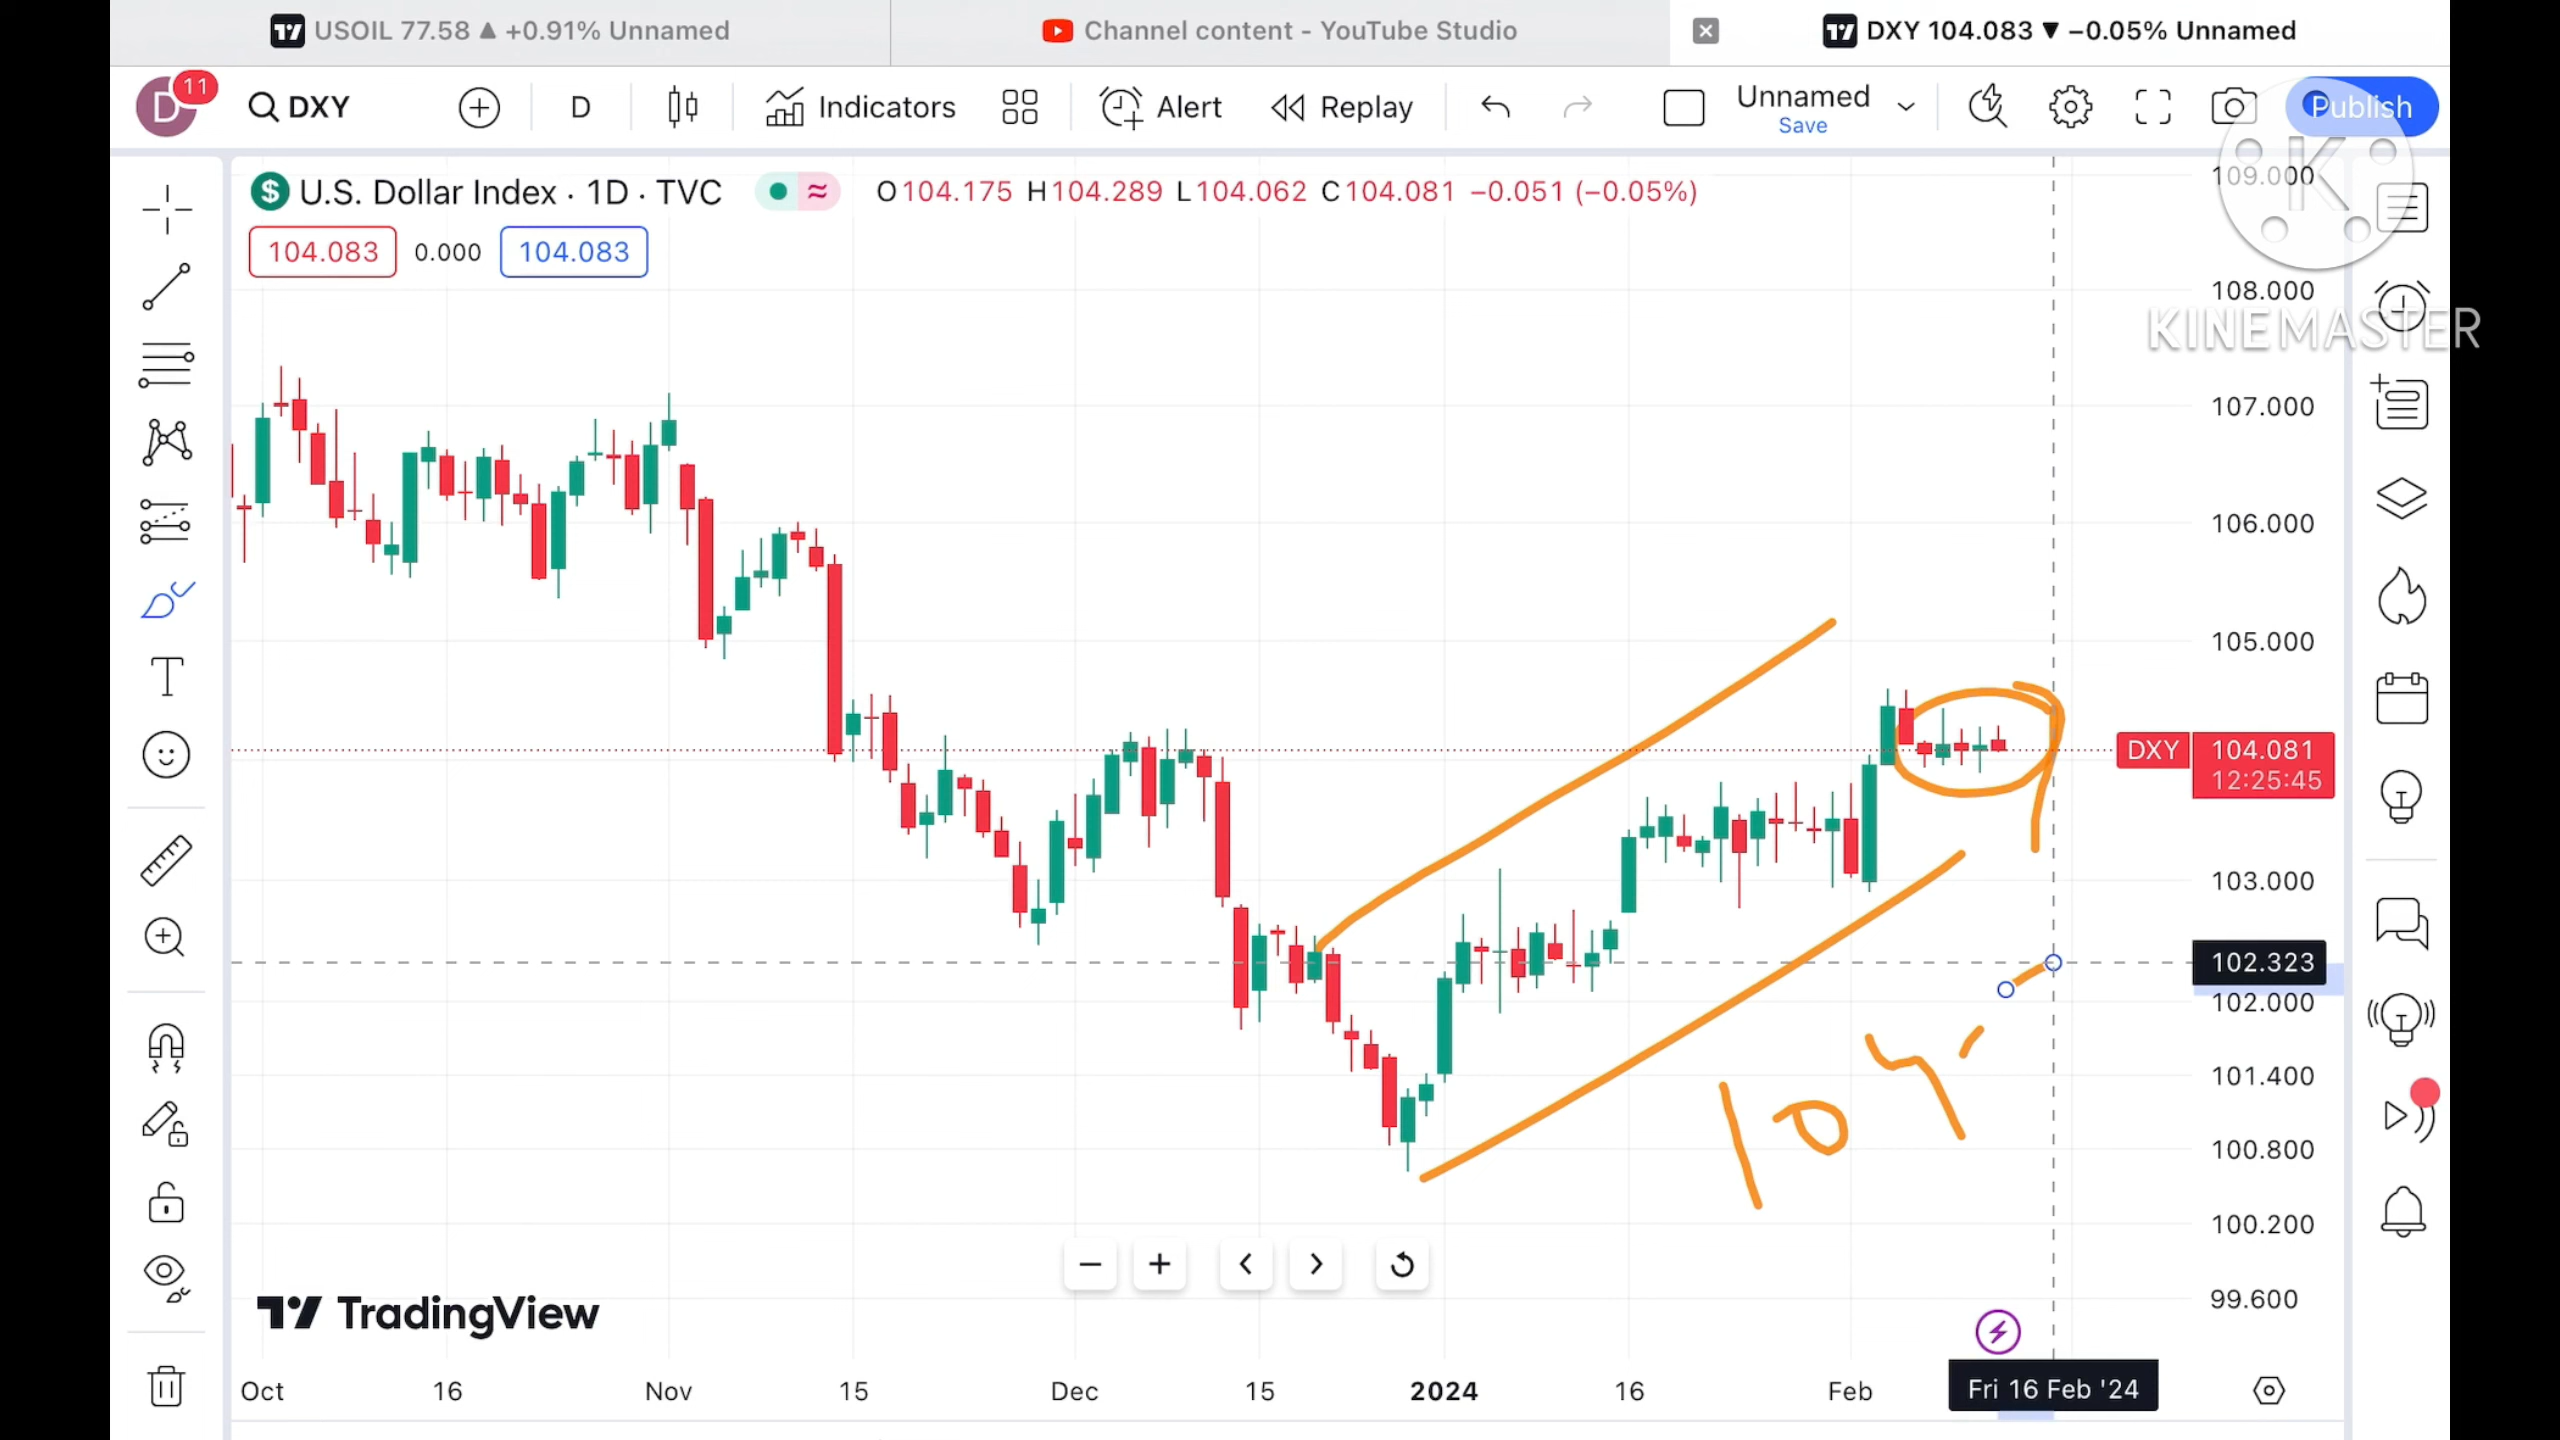 USOIL 77.58 ▲ +0.91% Unnamed
Channel content - YouTube Studio
DXY 104.083 ▼ −0.05% Unnamed
D
11
DXY
D
Indicators
Alert
Replay
Unnamed
Save
Publish
$ U.S. Dollar Index · 1D · TVC
O104.175 H104.289 L104.062 C104.081 −0.051 (−0.05%)
104.083 0.000 104.083
K
KINEMASTER
109.000
108.000
107.000
106.000
105.000
DXY 104.081
12:25:45
103.000
102.323
102.000
101.400
100.800
100.200
99.600
104
TradingView
Oct 16 Nov 15 Dec 15 2024 16 Feb Fri 16 Feb '24